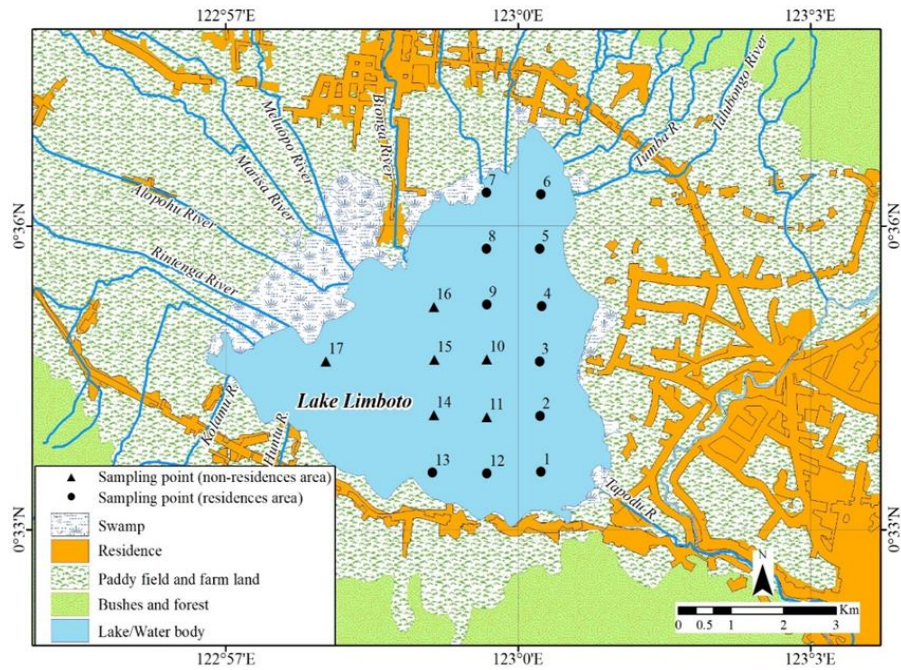 122°57'E 123°0'E 123°3'E
Meluopo River
Marisa River
Bionga River
Tumba R.
Talubongo River
Alopohu River
Rintenga River
0°36'N 0°36'N
7 6
8 5
16 9 4
17 15 10 3
Lake Limboto
14 11 2
13 12 1
Kolamu R.
Huntu R.
Tapodu R
0°33'N 0°33'N
Sampling point (non-residences area)
Sampling point (residences area)
Swamp
Residence
Paddy field and farm land
Bushes and forest
Lake/Water body
N
Km
0 0.5 1 2 3
122°57'E 123°0'E 123°3'E